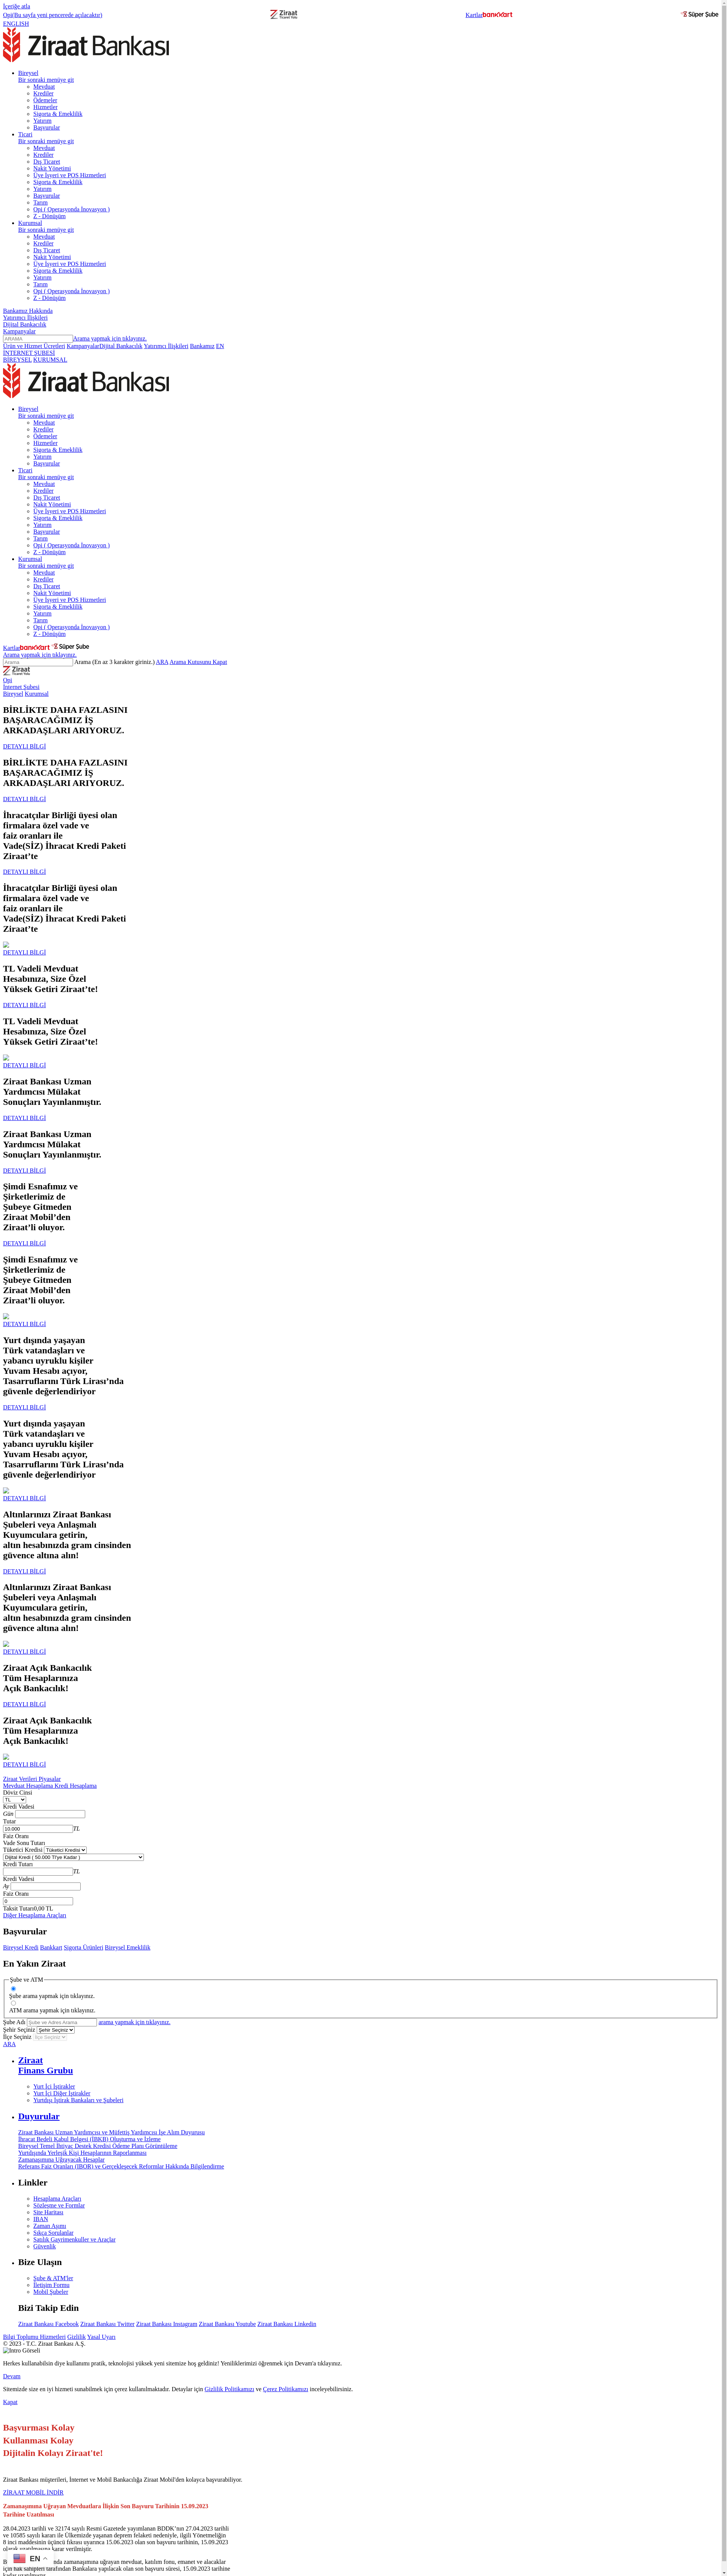 İçeriğe atla
Opi(Bu sayfa yeni pencerede açılacaktır)
Ziraat
Ticaret Yolu
Kartlar bankkart
Süper Şube
ENGLISH
Ziraat Bankası
Bireysel
Bir sonraki menüye git
Mevduat
Krediler
Ödemeler
Hizmetler
Sigorta & Emeklilik
Yatırım
Başvurular
Ticari
Bir sonraki menüye git
Mevduat
Krediler
Dış Ticaret
Nakit Yönetimi
Üye İşyeri ve POS Hizmetleri
Sigorta & Emeklilik
Yatırım
Başvurular
Tarım
Opi ( Operasyonda İnovasyon )
Z - Dönüşüm
Kurumsal
Bir sonraki menüye git
Mevduat
Krediler
Dış Ticaret
Nakit Yönetimi
Üye İşyeri ve POS Hizmetleri
Sigorta & Emeklilik
Yatırım
Tarım
Opi ( Operasyonda İnovasyon )
Z - Dönüşüm
Bankamız Hakkında
Yatırımcı İlişkileri
Dijital Bankacılık
Kampanyalar
ARAMA Arama yapmak için tıklayınız.
Ürün ve Hizmet Ücretleri KampanyalarDijital Bankacılık Yatırımcı İlişkileri Bankamız EN
İNTERNET ŞUBESİ
BİREYSEL KURUMSAL
Ziraat Bankası
Bireysel
Bir sonraki menüye git
Mevduat
Krediler
Ödemeler
Hizmetler
Sigorta & Emeklilik
Yatırım
Başvurular
Ticari
Bir sonraki menüye git
Mevduat
Krediler
Dış Ticaret
Nakit Yönetimi
Üye İşyeri ve POS Hizmetleri
Sigorta & Emeklilik
Yatırım
Başvurular
Tarım
Opi ( Operasyonda İnovasyon )
Z - Dönüşüm
Kurumsal
Bir sonraki menüye git
Mevduat
Krediler
Dış Ticaret
Nakit Yönetimi
Üye İşyeri ve POS Hizmetleri
Sigorta & Emeklilik
Yatırım
Tarım
Opi ( Operasyonda İnovasyon )
Z - Dönüşüm
Kartlar bankkart Süper Şube
Arama yapmak için tıklayınız.
Arama Arama (En az 3 karakter giriniz.) ARA Arama Kutusunu Kapat
Ziraat
Ticaret Yolu
Opi
İnternet Şubesi
Bireysel Kurumsal
BİRLİKTE DAHA FAZLASINI
BAŞARACAĞIMIZ İŞ
ARKADAŞLARI ARIYORUZ.
DETAYLI BİLGİ
BİRLİKTE DAHA FAZLASINI
BAŞARACAĞIMIZ İŞ
ARKADAŞLARI ARIYORUZ.
DETAYLI BİLGİ
İhracatçılar Birliği üyesi olan
firmalara özel vade ve
faiz oranları ile
Vade(SİZ) İhracat Kredi Paketi
Ziraat’te
DETAYLI BİLGİ
İhracatçılar Birliği üyesi olan
firmalara özel vade ve
faiz oranları ile
Vade(SİZ) İhracat Kredi Paketi
Ziraat’te
DETAYLI BİLGİ
TL Vadeli Mevduat
Hesabınıza, Size Özel
Yüksek Getiri Ziraat’te!
DETAYLI BİLGİ
TL Vadeli Mevduat
Hesabınıza, Size Özel
Yüksek Getiri Ziraat’te!
DETAYLI BİLGİ
Ziraat Bankası Uzman
Yardımcısı Mülakat
Sonuçları Yayınlanmıştır.
DETAYLI BİLGİ
Ziraat Bankası Uzman
Yardımcısı Mülakat
Sonuçları Yayınlanmıştır.
DETAYLI BİLGİ
Şimdi Esnafımız ve
Şirketlerimiz de
Şubeye Gitmeden
Ziraat Mobil’den
Ziraat’li oluyor.
DETAYLI BİLGİ
Şimdi Esnafımız ve
Şirketlerimiz de
Şubeye Gitmeden
Ziraat Mobil’den
Ziraat’li oluyor.
DETAYLI BİLGİ
Yurt dışında yaşayan
Türk vatandaşları ve
yabancı uyruklu kişiler
Yuvam Hesabı açıyor,
Tasarruflarını Türk Lirası’nda
güvenle değerlendiriyor
DETAYLI BİLGİ
Yurt dışında yaşayan
Türk vatandaşları ve
yabancı uyruklu kişiler
Yuvam Hesabı açıyor,
Tasarruflarını Türk Lirası’nda
güvenle değerlendiriyor
DETAYLI BİLGİ
Altınlarınızı Ziraat Bankası
Şubeleri veya Anlaşmalı
Kuyumculara getirin,
altın hesabınızda gram cinsinden
güvence altına alın!
DETAYLI BİLGİ
Altınlarınızı Ziraat Bankası
Şubeleri veya Anlaşmalı
Kuyumculara getirin,
altın hesabınızda gram cinsinden
güvence altına alın!
DETAYLI BİLGİ
Ziraat Açık Bankacılık
Tüm Hesaplarınıza
Açık Bankacılık!
DETAYLI BİLGİ
Ziraat Açık Bankacılık
Tüm Hesaplarınıza
Açık Bankacılık!
DETAYLI BİLGİ
Ziraat Verileri Piyasalar
Mevduat Hesaplama Kredi Hesaplama
Döviz Cinsi
TL
Kredi Vadesi
Gün
Tutar
10.000 TL
Faiz Oranı
Vade Sonu Tutarı
Tüketici Kredisi Tüketici Kredisi
Dijital Kredi ( 50.000 Tl'ye Kadar )
Kredi Tutarı
TL
Kredi Vadesi
Ay
Faiz Oranı
0
Taksit Tutarı0,00 TL
Diğer Hesaplama Araçları
Başvurular
Bireysel Kredi Bankkart Sigorta Ürünleri Bireysel Emeklilik
En Yakın Ziraat
Şube ve ATM
Şube arama yapmak için tıklayınız.
ATM arama yapmak için tıklayınız.
Şube Adı Şube ve Adres Arama arama yapmak için tıklayınız.
Şehir Seçiniz Şehir Seçiniz
İlçe Seçiniz İlçe Seçiniz
ARA
Ziraat
Finans Grubu
Yurt İçi İştirakler
Yurt İçi Diğer İştirakler
Yurtdışı İştirak Bankaları ve Şubeleri
Duyurular
Ziraat Bankası Uzman Yardımcısı ve Müfettiş Yardımcısı İşe Alım Duyurusu
İhracat Bedeli Kabul Belgesi (İBKB) Oluşturma ve İzleme
Bireysel Temel İhtiyaç Destek Kredisi Ödeme Planı Görüntüleme
Yurtdışında Yerleşik Kişi Hesaplarının Raporlanması
Zamanaşımına Uğrayacak Hesaplar
Referans Faiz Oranları (IBOR) ve Gerçekleşecek Reformlar Hakkında Bilgilendirme
Linkler
Hesaplama Araçları
Sözleşme ve Formlar
Site Haritası
IBAN
Zaman Aşımı
Sıkça Sorulanlar
Satılık Gayrimenkuller ve Araçlar
Güvenlik
Bize Ulaşın
Şube & ATM'ler
İletişim Formu
Mobil Şubeler
Bizi Takip Edin
Ziraat Bankası Facebook Ziraat Bankası Twitter Ziraat Bankası Instagram Ziraat Bankası Youtube Ziraat Bankası Linkedin
Bilgi Toplumu Hizmetleri Gizlilik Yasal Uyarı
© 2023 - T.C. Ziraat Bankası A.Ş.
Intro Görseli
Herkes kullanabilsin diye kullanımı pratik, teknolojisi yüksek yeni sitemize hoş geldiniz! Yeniliklerimizi öğrenmek için Devam'a tıklayınız.
Devam
Sitemizde size en iyi hizmeti sunabilmek için çerez kullanılmaktadır. Detaylar için Gizlilik Politikamızı ve Çerez Politikamızı inceleyebilirsiniz.
Kapat
Başvurması Kolay
Kullanması Kolay
Dijitalin Kolayı Ziraat'te!
Ziraat Bankası müşterileri, İnternet ve Mobil Bankacılığa Ziraat Mobil'den kolayca başvurabiliyor.
ZİRAAT MOBİL İNDİR
Zamanaşımına Uğrayan Mevduatlara İlişkin Son Başvuru Tarihinin 15.09.2023
Tarihine Uzatılması
28.04.2023 tarihli ve 32174 sayılı Resmi Gazetede yayımlanan BDDK’nın 27.04.2023 tarihli
ve 10585 sayılı kararı ile Ülkemizde yaşanan deprem felaketi nedeniyle, ilgili Yönetmeliğin
8 inci maddesinin üçüncü fıkrası uyarınca 15.06.2023 olan son başvuru tarihinin, 15.09.2023
olarak uzatılmasına karar verilmiştir.
EN
nda zamanaşımına uğrayan mevduat, katılım fonu, emanet ve alacaklar
için hak sahipleri tarafından Bankalara yapılacak olan son başvuru süresi, 15.09.2023 tarihine